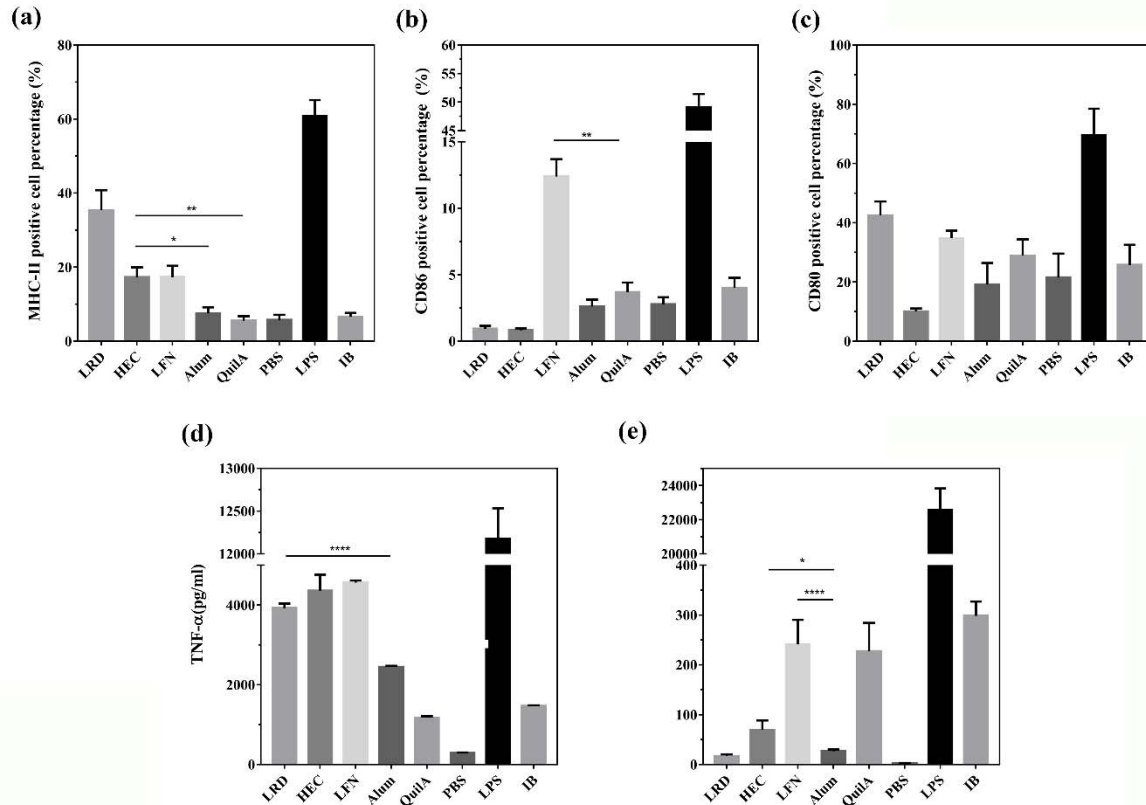 (a)
MHC-II positive cell percentage (%)
80
60
40
20
0
**
*
LRD HEC LFN Alum QuilA PBS LPS IB
(b)
CD86 positive cell percentage (%)
60
55
50
45
15
10
5
0
**
LRD HEC LFN Alum QuilA PBS LPS IB
(c)
CD80 positive cell percentage (%)
100
80
60
40
20
0
LRD HEC LFN Alum QuilA PBS LPS IB
(d)
TNF-α(pg/ml)
13000
12500
12000
4000
2000
0
****
LRD HEC LFN Alum QuilA PBS LPS IB
(e)
24000
22000
20000
400
300
200
100
0
*
****
LRD HEC LFN Alum QuilA PBS LPS IB